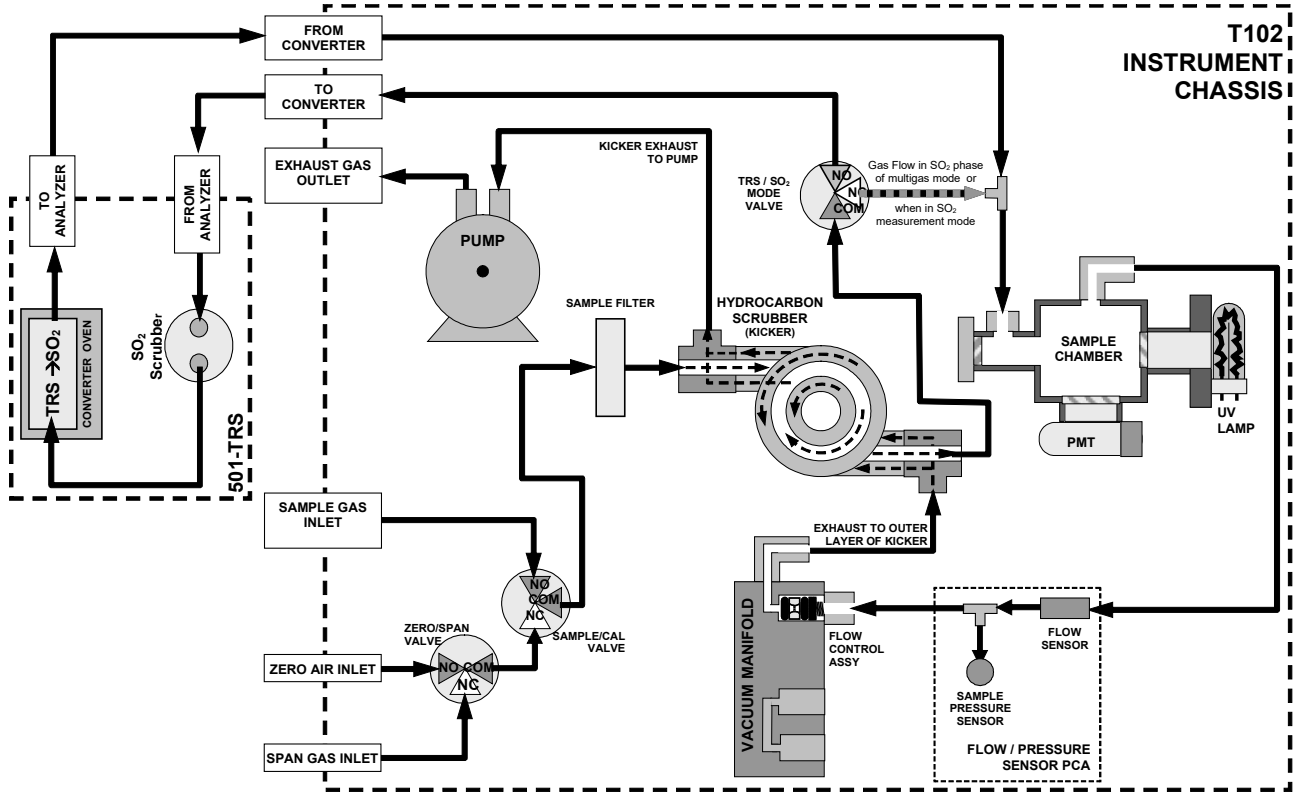 FROM
CONVERTER
T102
INSTRUMENT
CHASSIS
TO
CONVERTER
EXHAUST GAS
OUTLET
KICKER EXHAUST
TO PUMP
TRS / SO₂
MODE
VALVE
NO
NC
COM
Gas Flow in SO₂ phase
of multigas mode or
when in SO₂
measurement mode
TO
ANALYZER
FROM
ANALYZER
PUMP
SAMPLE FILTER
HYDROCARBON
SCRUBBER
(KICKER)
SAMPLE
CHAMBER
UV
LAMP
PMT
TRS →SO₂
CONVERTER OVEN
SO₂
Scrubber
501-TRS
SAMPLE GAS
INLET
EXHAUST TO OUTER
LAYER OF KICKER
NO
COM
NC
SAMPLE/CAL
VALVE
ZERO/SPAN
VALVE
NO COM
NC
ZERO AIR INLET
SPAN GAS INLET
VACUUM MANIFOLD
FLOW
CONTROL
ASSY
FLOW
SENSOR
SAMPLE
PRESSURE
SENSOR
FLOW / PRESSURE
SENSOR PCA